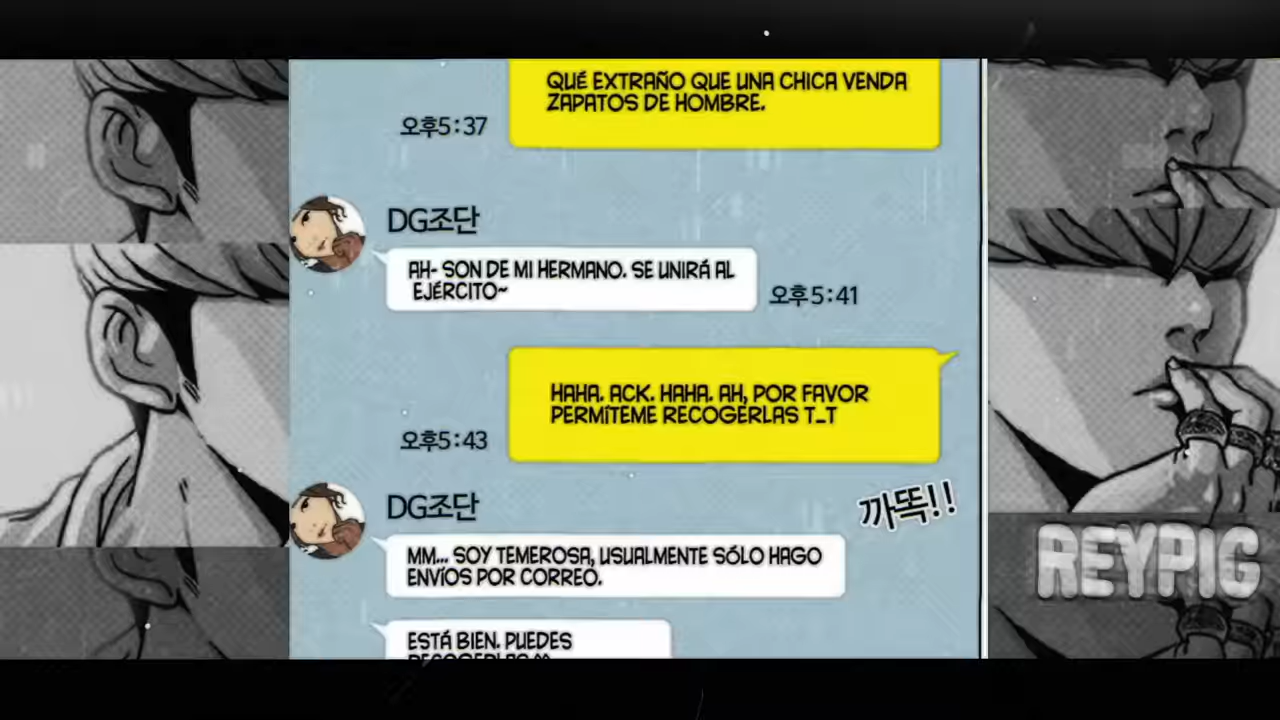 QUÉ EXTRAÑO QUE UNA CHICA VENDA
ZAPATOS DE HOMBRE.
오후5:37
DG조단
AH- SON DE MI HERMANO. SE UNIRÁ AL
EJÉRCITO~
오후5:41
HAHA. ACK. HAHA. AH, POR FAVOR
PERMÍTEME RECOGERLAS T_T
오후5:43
DG조단
까똑!!
MM... SOY TEMEROSA, USUALMENTE SÓLO HAGO
ENVÍOS POR CORREO.
ESTÁ BIEN. PUEDES
REYPIG